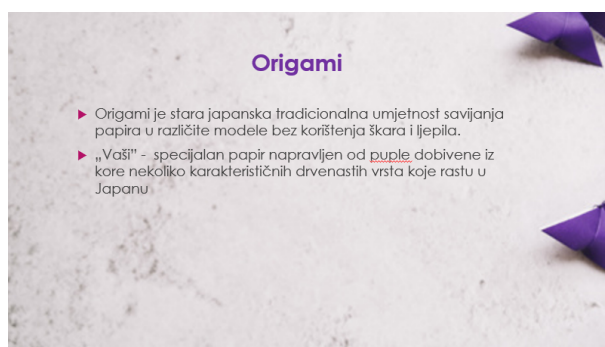 Origami
Origami je stara japanska tradicionalna umjetnost savijanja
papira u različite modele bez korištenja škara i ljepila.
„Vaši” - specijalan papir napravljen od puple dobivene iz
kore nekoliko karakterističnih drvenastih vrsta koje rastu u
Japanu